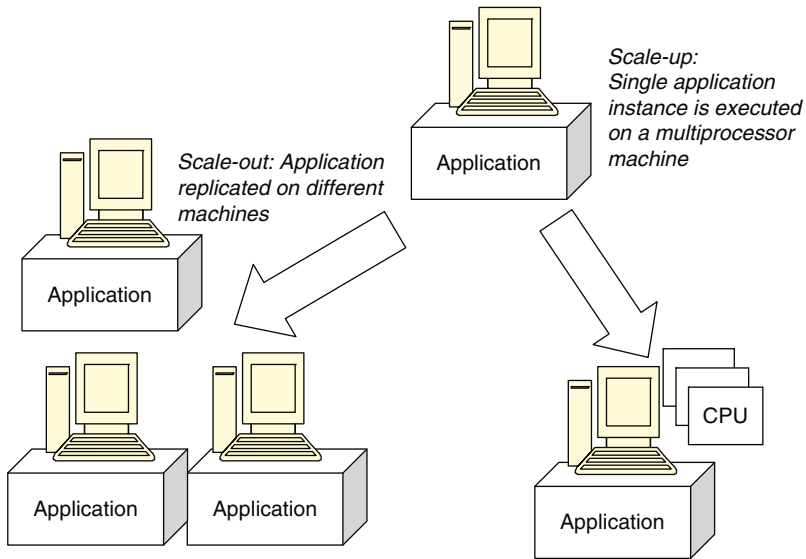 Scale-up:
Single application
instance is executed
on a multiprocessor
machine
Application
Scale-out: Application
replicated on different
machines
Application
Application
Application
CPU
Application